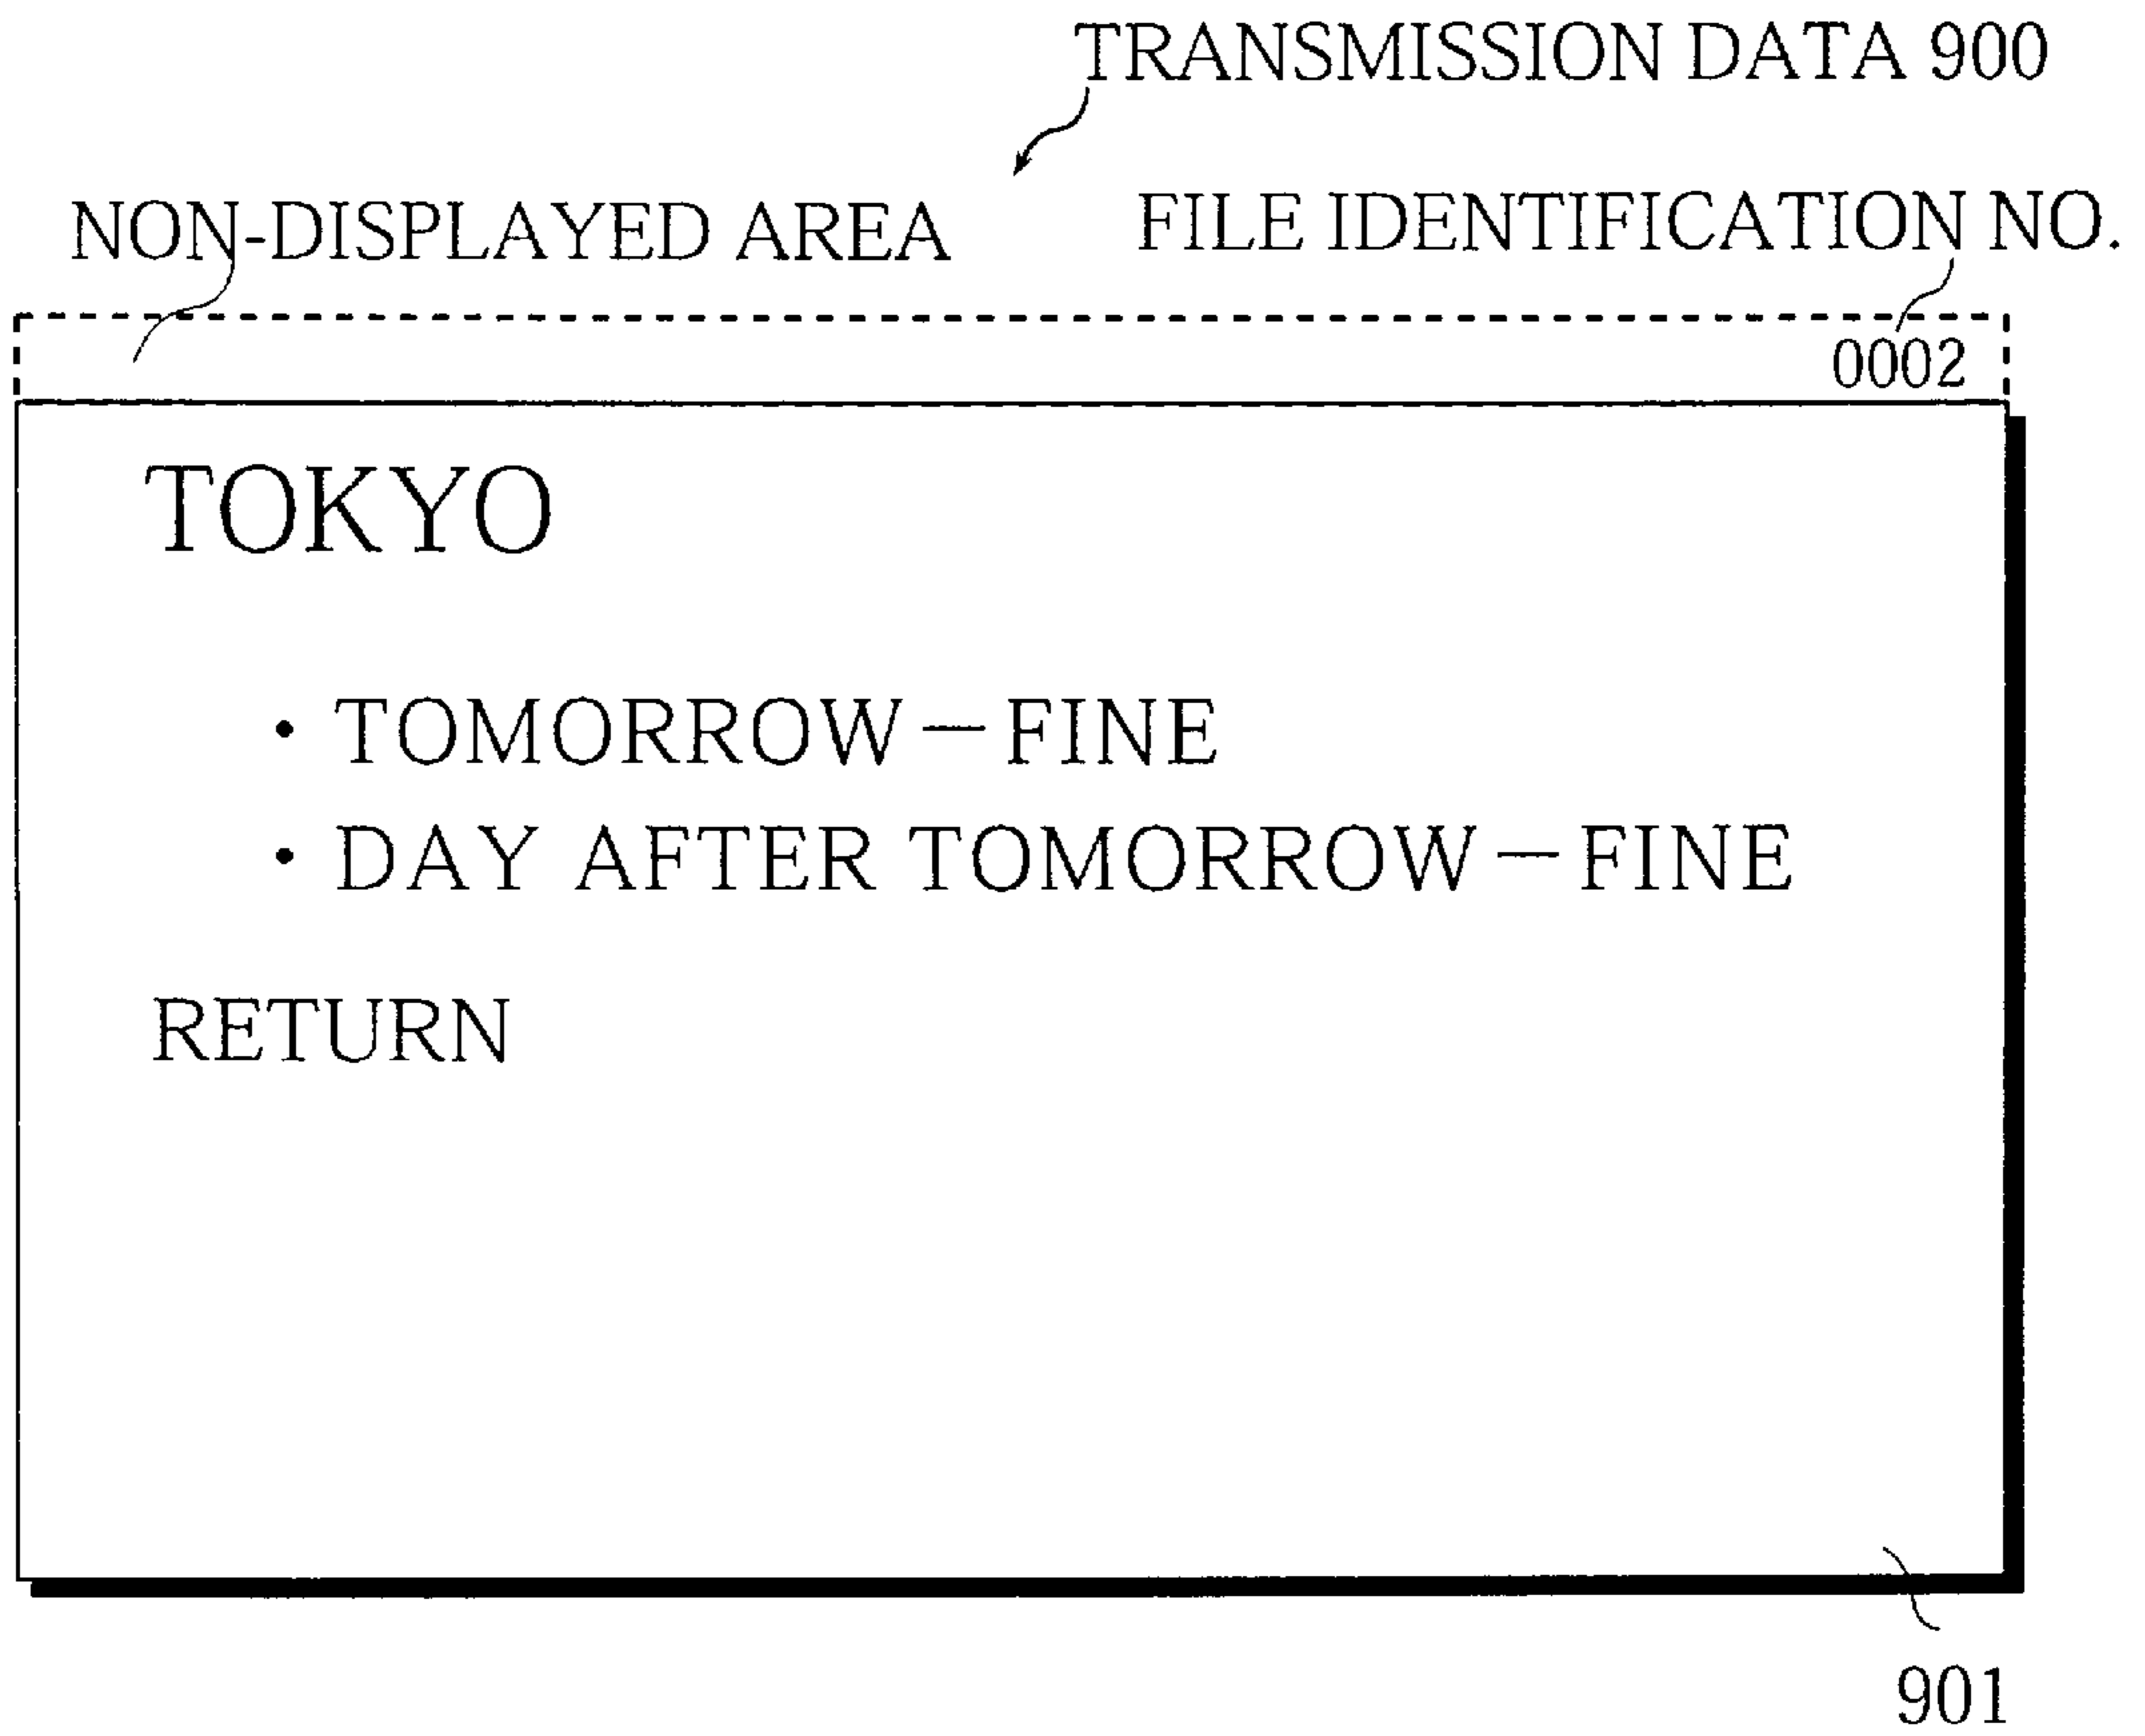 TRANSMISSION DATA 900
NON-DISPLAYED AREA
FILE IDENTIFICATION NO.
0002
TOKYO
• TOMORROW—FINE
• DAY AFTER TOMORROW—FINE
RETURN
901